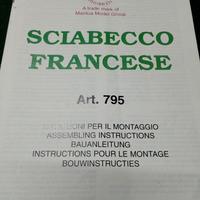 A trade mark of
Mantua Model Group
SCIABECCO
FRANCESE
Art. 795
PER IL MONTAGGIO
ASSEMBLING INSTRUCTIONS
BAUANLEITUNG
INSTRUCTIONS POUR LE MONTAGE
BOUWINSTRUCTIES